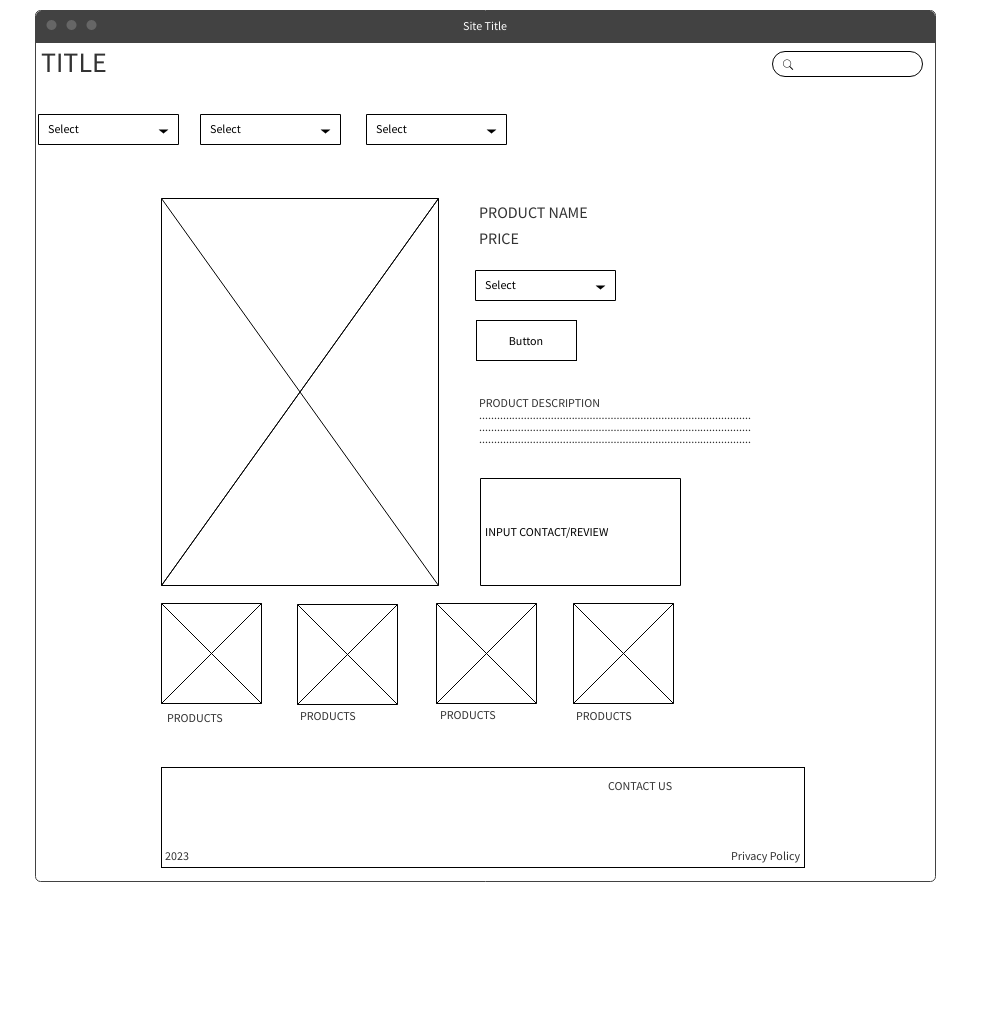 Site Title
TITLE
Select
Select
Select
PRODUCT NAME
PRICE
Select
Button
PRODUCT DESCRIPTION
INPUT CONTACT/REVIEW
PRODUCTS
PRODUCTS
PRODUCTS
PRODUCTS
CONTACT US
2023
Privacy Policy